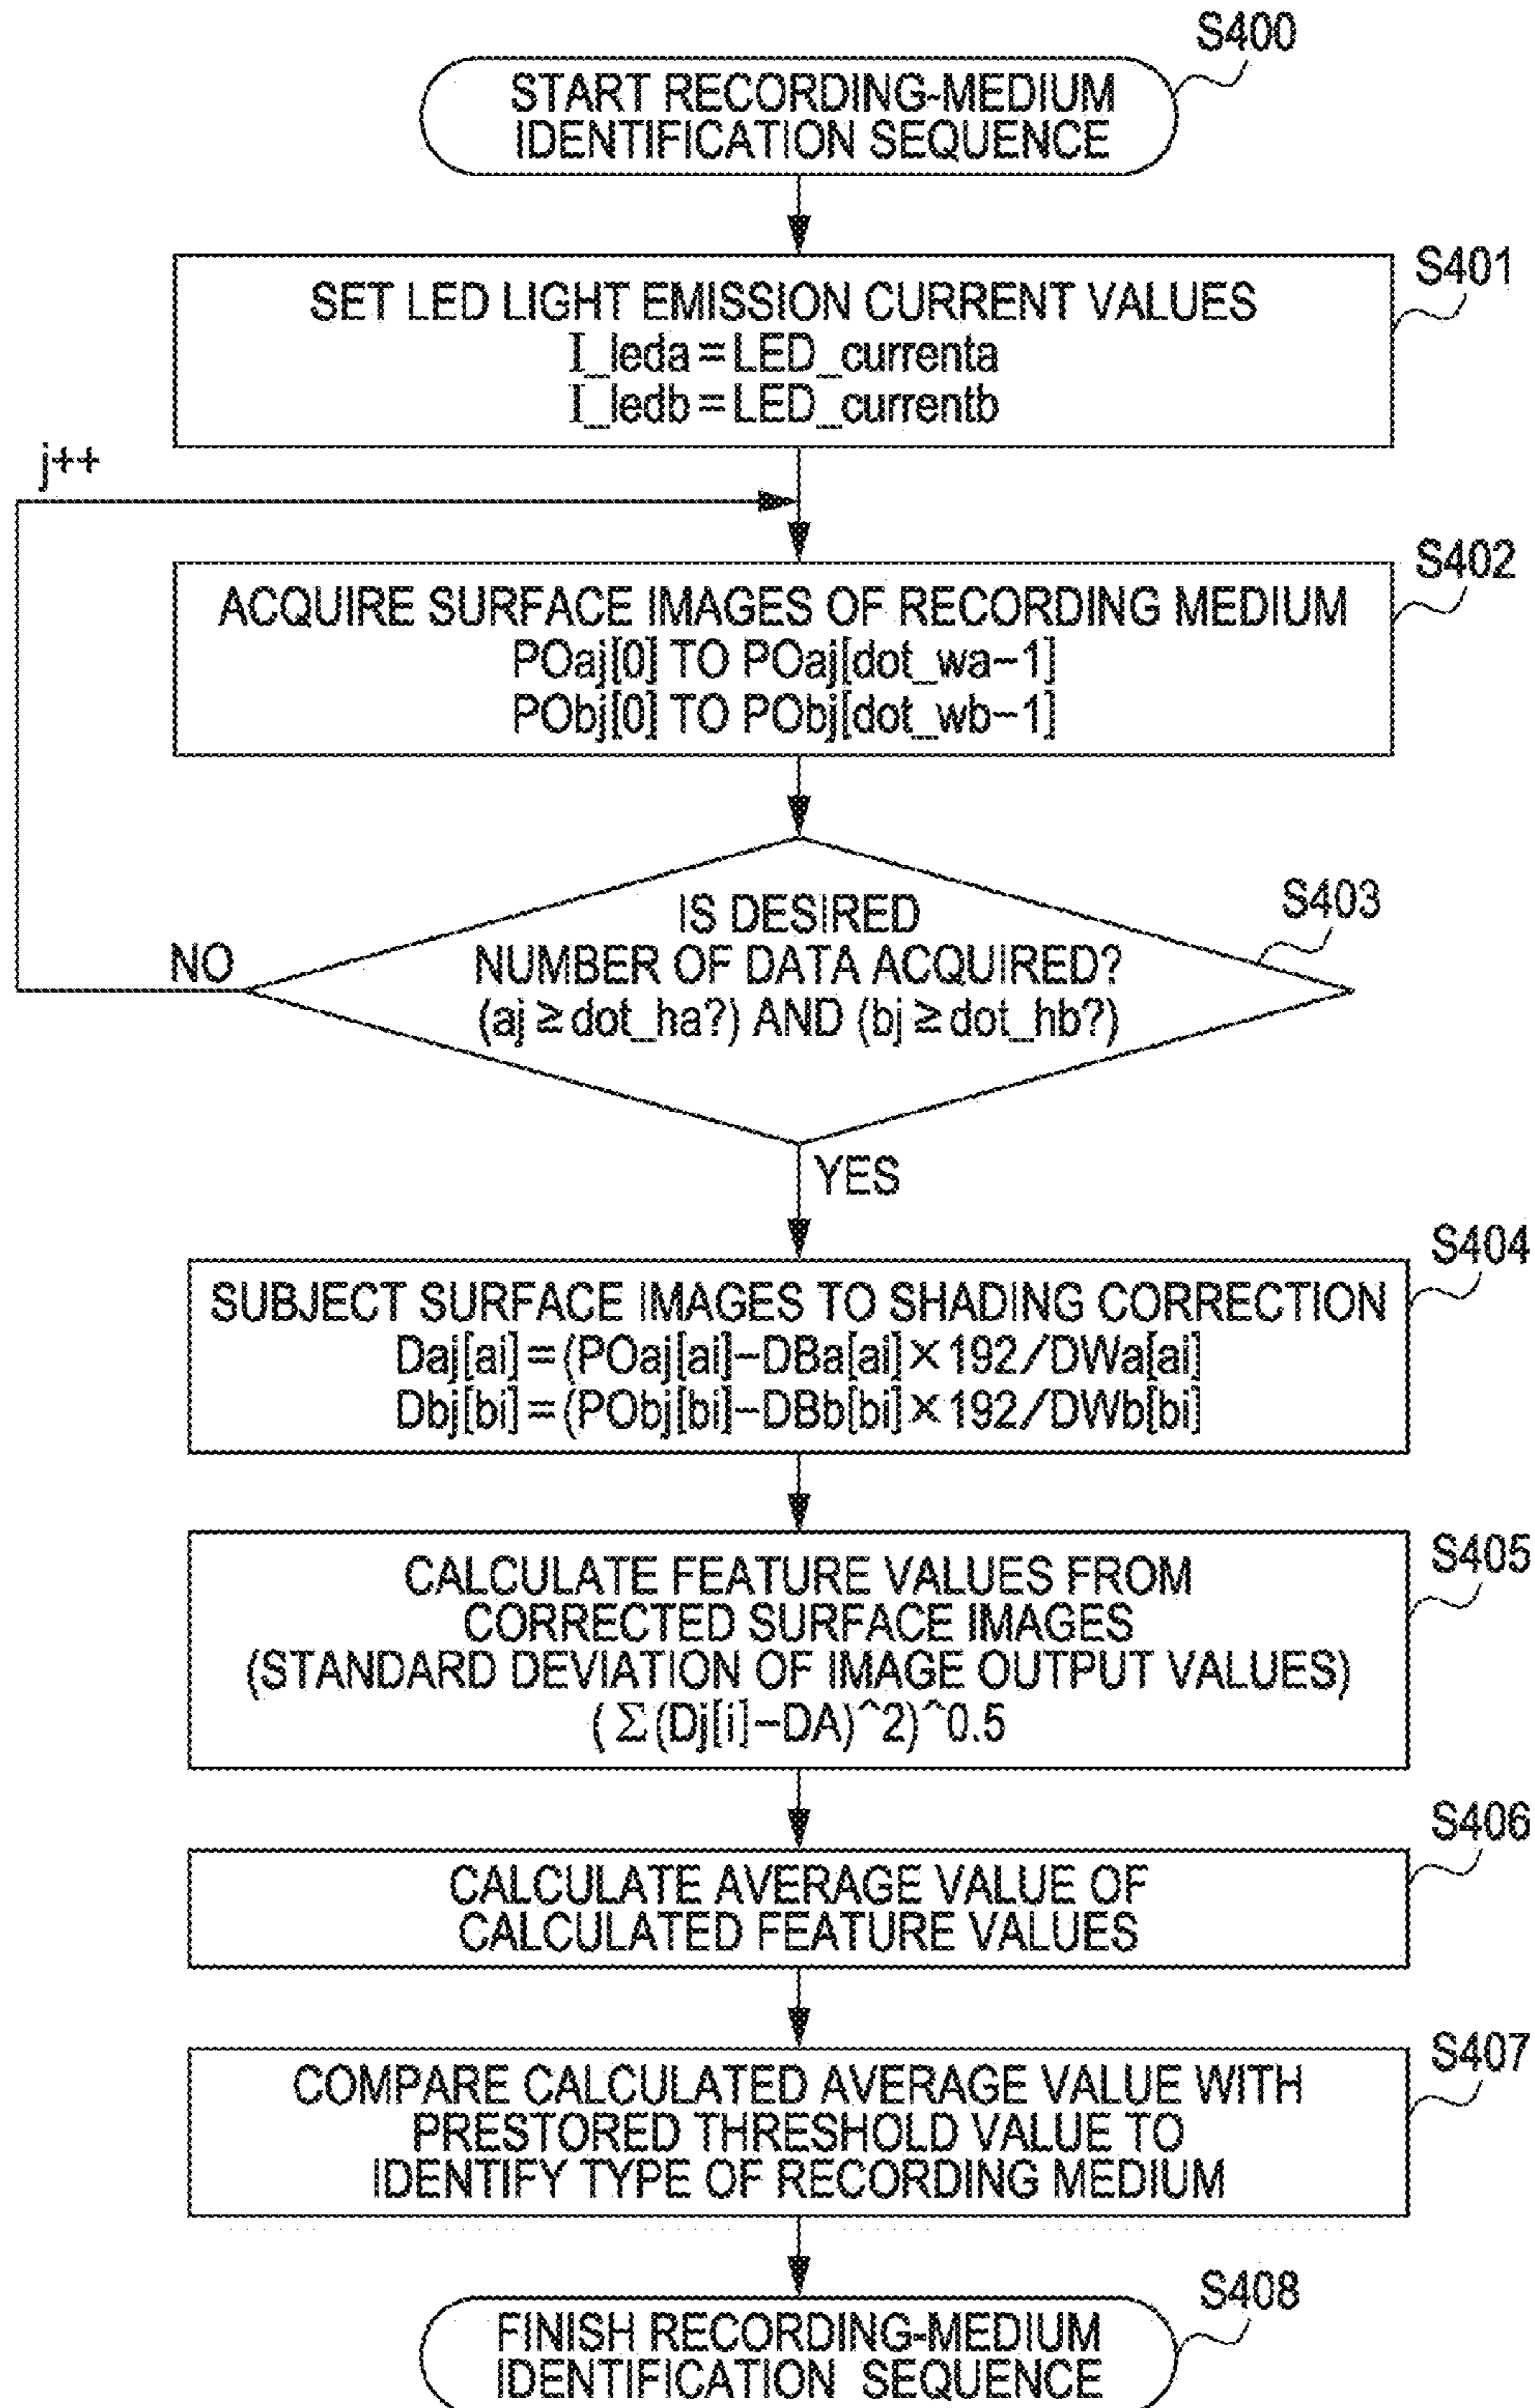 S400
START RECORDING-MEDIUM
IDENTIFICATION SEQUENCE
S401
SET LED LIGHT EMISSION CURRENT VALUES
I_leda=LED_currenta
I_ledb=LED_currentb
j++
S402
ACQUIRE SURFACE IMAGES OF RECORDING MEDIUM
POaj[0] TO POaj[dot_wa-1]
PObj[0] TO PObj[dot_wb-1]
S403
IS DESIRED
NUMBER OF DATA ACQUIRED?
(aj≧dot_ha?) AND (bj≧dot_hb?)
NO
YES
S404
SUBJECT SURFACE IMAGES TO SHADING CORRECTION
Daj[ai]=(POaj[ai]-DBa[ai]×192/DWa[ai]
Dbj[bi]=(PObj[bi]-DBb[bi]×192/DWb[bi]
S405
CALCULATE FEATURE VALUES FROM
CORRECTED SURFACE IMAGES
(STANDARD DEVIATION OF IMAGE OUTPUT VALUES)
(Σ(Dj[i]-DA)^2)^0.5
S406
CALCULATE AVERAGE VALUE OF
CALCULATED FEATURE VALUES
S407
COMPARE CALCULATED AVERAGE VALUE WITH
PRESTORED THRESHOLD VALUE TO
IDENTIFY TYPE OF RECORDING MEDIUM
S408
FINISH RECORDING-MEDIUM
IDENTIFICATION SEQUENCE